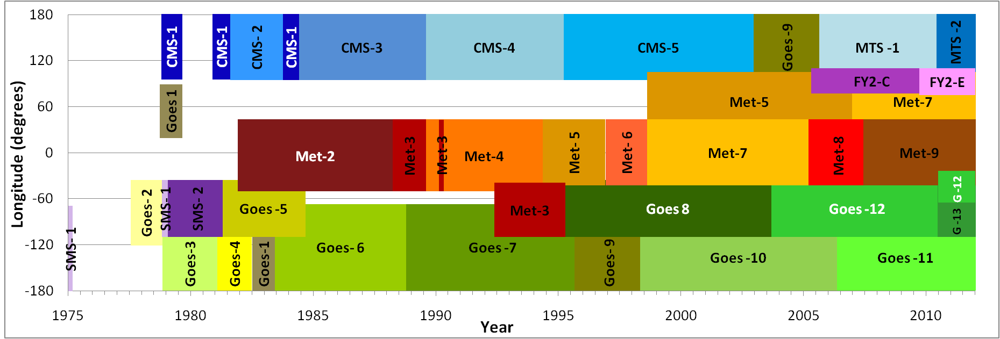 180
120
60
0
-60
-120
-180
Longitude (degrees)
CMS-1
CMS-1
CMS- 2
CMS-1
CMS-3
CMS-4
CMS-5
Goes -9
MTS -1
MTS -2
Goes 1
FY2-C
FY2-E
Met-5
Met-7
Met-2
Met-3
Met-3
Met-4
Met- 5
Met- 6
Met-7
Met-8
Met-9
Goes- 2
SMS- 1
SMS- 2
Goes -5
Met-3
Goes 8
Goes -12
G -12
G -13
SMS- 1
Goes-3
Goes-4
Goes-1
Goes- 6
Goes -7
Goes- 9
Goes -10
Goes -11
1975
1980
1985
1990
1995
2000
2005
2010
Year